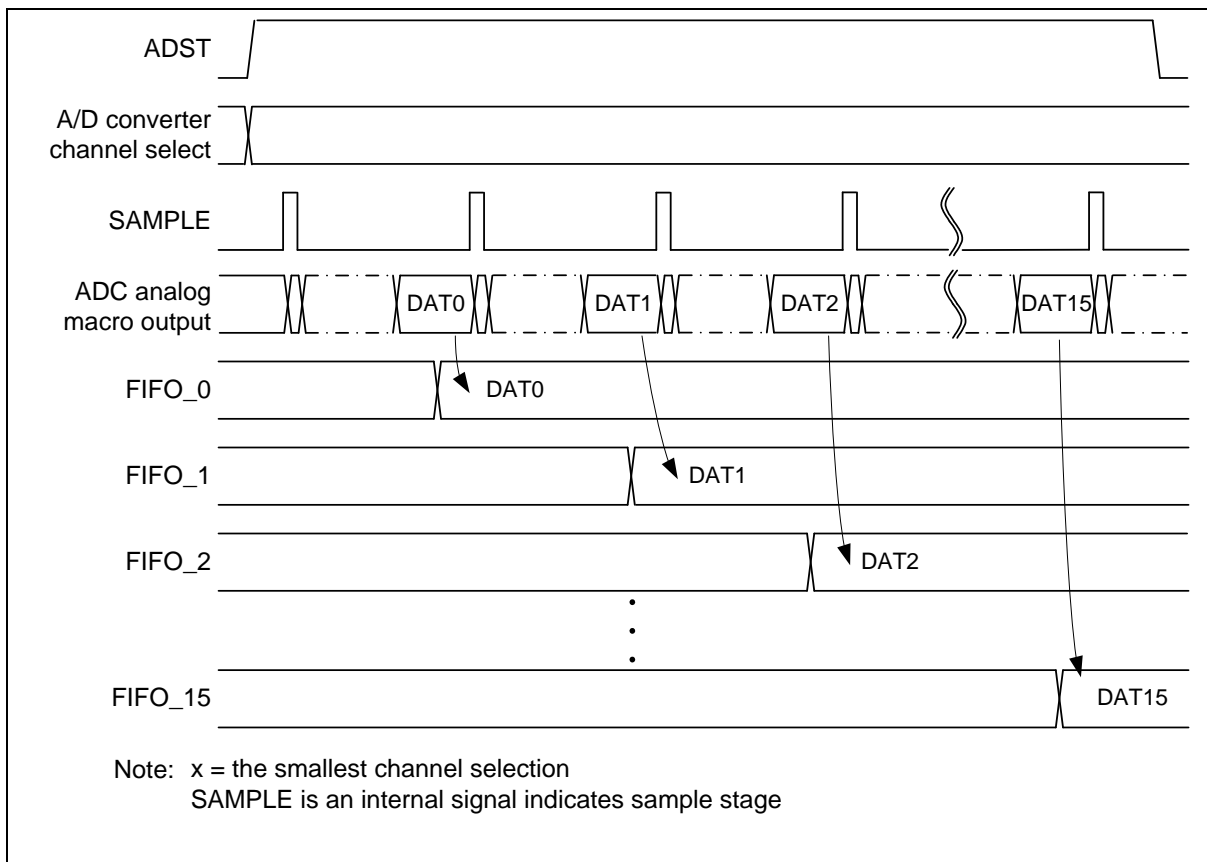 ADST
A/D converter
channel select
SAMPLE
ADC analog
macro output
DAT0
DAT1
DAT2
DAT15
FIFO_0
DAT0
FIFO_1
DAT1
FIFO_2
DAT2
FIFO_15
DAT15
Note: x = the smallest channel selection
SAMPLE is an internal signal indicates sample stage